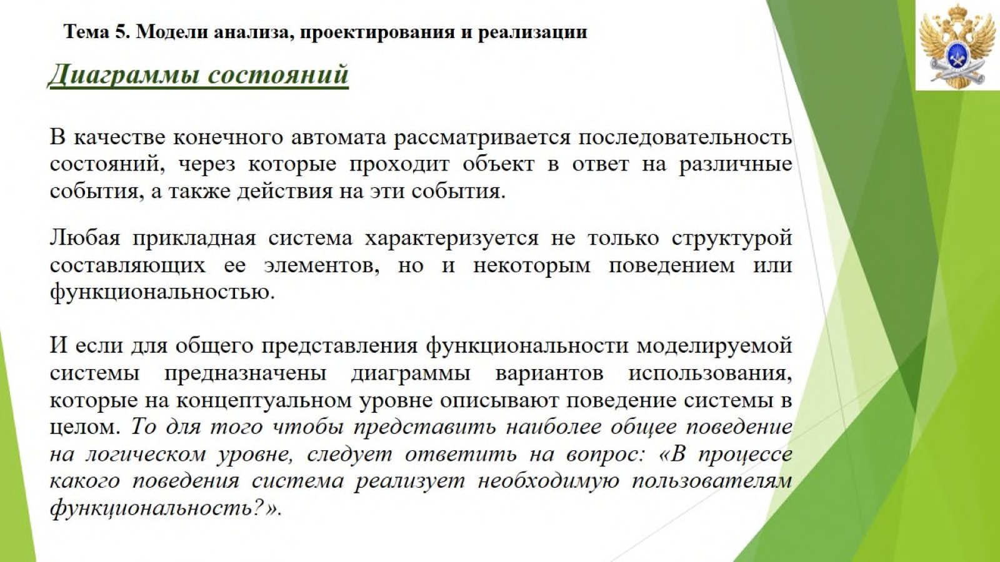 Тема 5. Модели анализа, проектирования и реализации
Диаграммы состояний
В качестве конечного автомата рассматривается последовательность
состояний, через которые проходит объект в ответ на различные
события, а также действия на эти события.
Любая прикладная система характеризуется не только структурой
составляющих ее элементов, но и некоторым поведением или
функциональностью.
И если для общего представления функциональности моделируемой
системы предназначены диаграммы вариантов использования,
которые на концептуальном уровне описывают поведение системы в
целом. То для того чтобы представить наиболее общее поведение
на логическом уровне, следует ответить на вопрос: «В процессе
какого поведения система реализует необходимую пользователям
функциональность?».